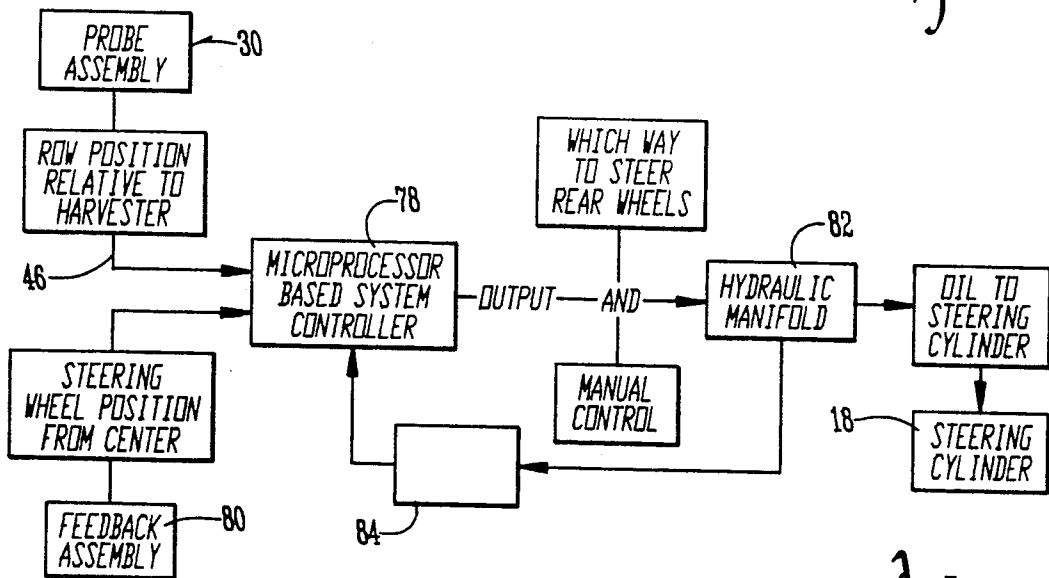 PROBE
ASSEMBLY
30
ROW POSITION
RELATIVE TO
HARVESTER
46
STEERING
WHEEL POSITION
FROM CENTER
FEEDBACK
ASSEMBLY
80
78
MICROPROCESSOR
BASED SYSTEM
CONTROLLER
OUTPUT
AND
WHICH WAY
TO STEER
REAR WHEELS
MANUAL
CONTROL
82
HYDRAULIC
MANIFOLD
84
OIL TO
STEERING
CYLINDER
18
STEERING
CYLINDER